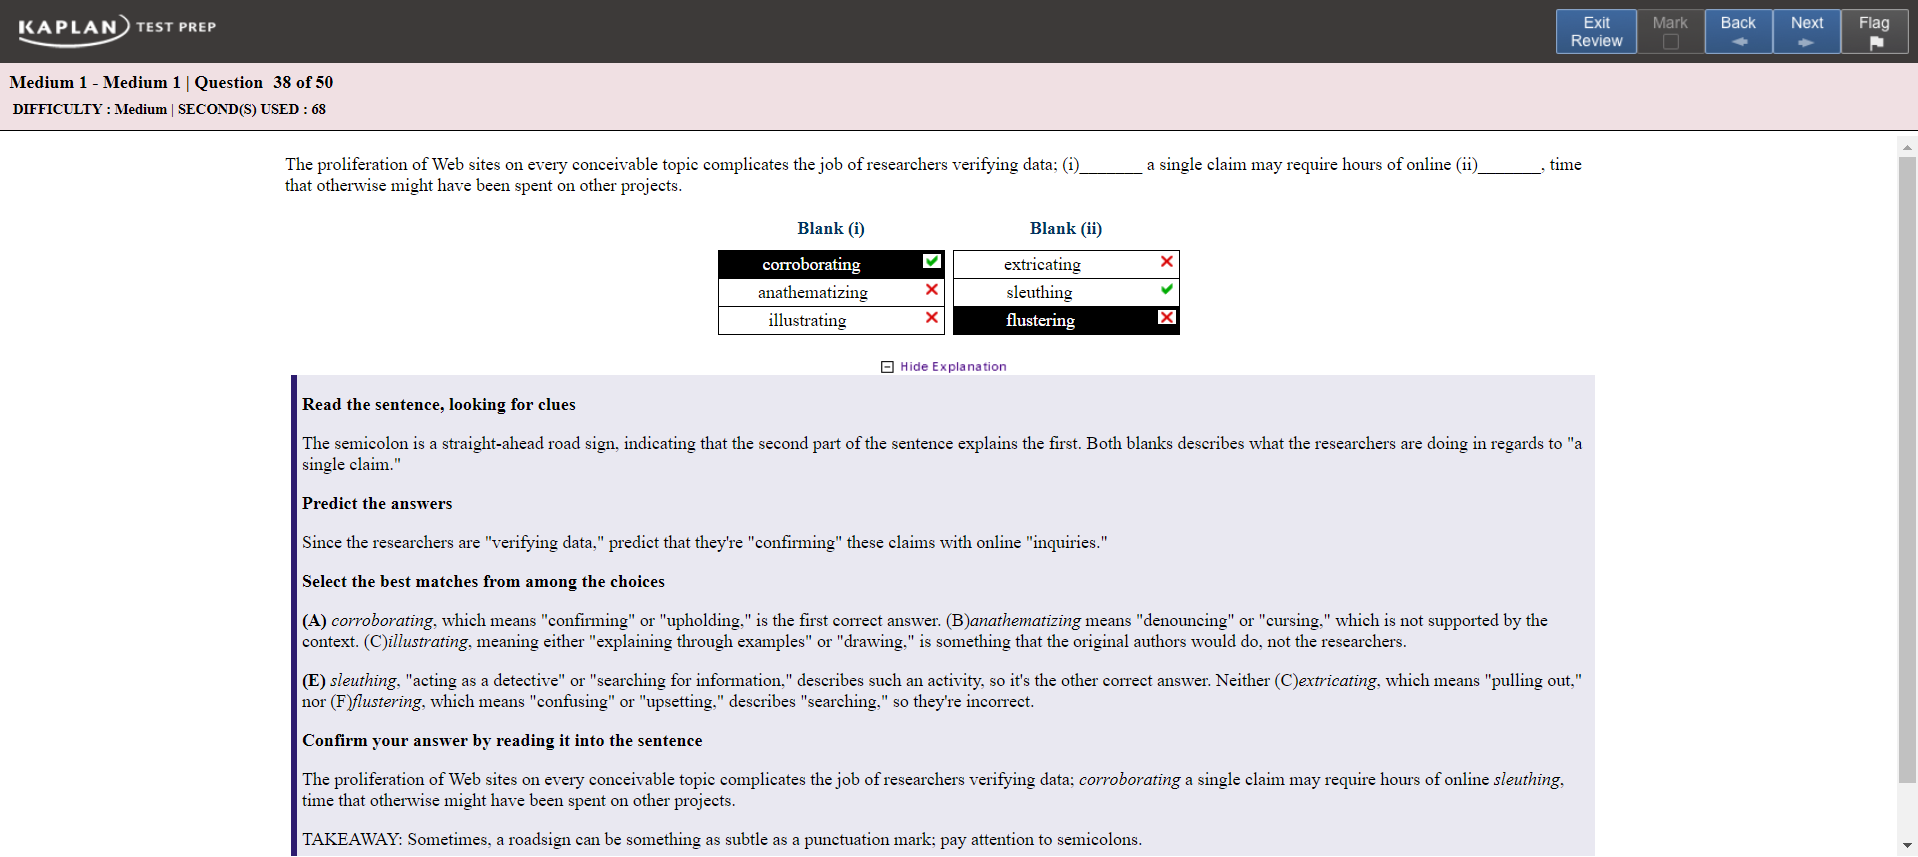 KAPLAN TEST PREP
Exit Review
Mark
Back
Next
Flag
Medium 1 - Medium 1 | Question 38 of 50
DIFFICULTY : Medium | SECOND(S) USED : 68
The proliferation of Web sites on every conceivable topic complicates the job of researchers verifying data; (i)_______ a single claim may require hours of online (ii)_______, time
that otherwise might have been spent on other projects.
Blank (i)
Blank (ii)
corroborating
extricating
anathematizing
sleuthing
illustrating
flustering
Hide Explanation
Read the sentence, looking for clues
The semicolon is a straight-ahead road sign, indicating that the second part of the sentence explains the first. Both blanks describes what the researchers are doing in regards to "a
single claim."
Predict the answers
Since the researchers are "verifying data," predict that they're "confirming" these claims with online "inquiries."
Select the best matches from among the choices
(A) corroborating, which means "confirming" or "upholding," is the first correct answer. (B)anathematizing means "denouncing" or "cursing," which is not supported by the
context. (C)illustrating, meaning either "explaining through examples" or "drawing," is something that the original authors would do, not the researchers.
(E) sleuthing, "acting as a detective" or "searching for information," describes such an activity, so it's the other correct answer. Neither (C)extricating, which means "pulling out,"
nor (F)flustering, which means "confusing" or "upsetting," describes "searching," so they're incorrect.
Confirm your answer by reading it into the sentence
The proliferation of Web sites on every conceivable topic complicates the job of researchers verifying data; corroborating a single claim may require hours of online sleuthing,
time that otherwise might have been spent on other projects.
TAKEAWAY: Sometimes, a roadsign can be something as subtle as a punctuation mark; pay attention to semicolons.